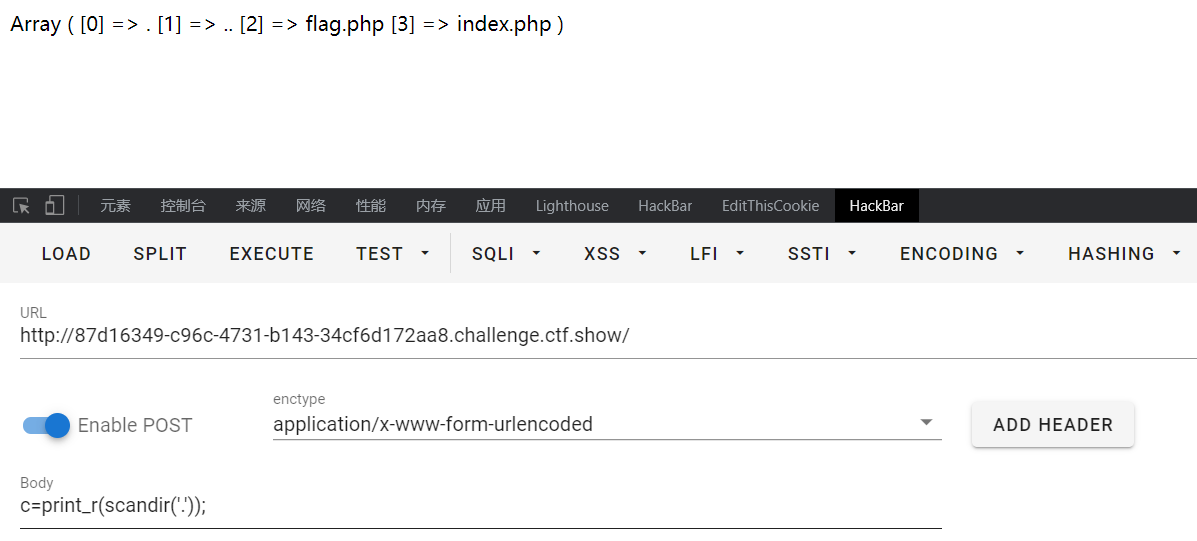 Array ( [0] => . [1] => .. [2] => flag.php [3] => index.php )
元素 控制台 来源 网络 性能 内存 应用 Lighthouse HackBar EditThisCookie HackBar
LOAD SPLIT EXECUTE TEST SQLI XSS LFI SSTI ENCODING HASHING
URL
http://87d16349-c96c-4731-b143-34cf6d172aa8.challenge.ctf.show/
enctype
Enable POST application/x-www-form-urlencoded ADD HEADER
Body
c=print_r(scandir('.'));